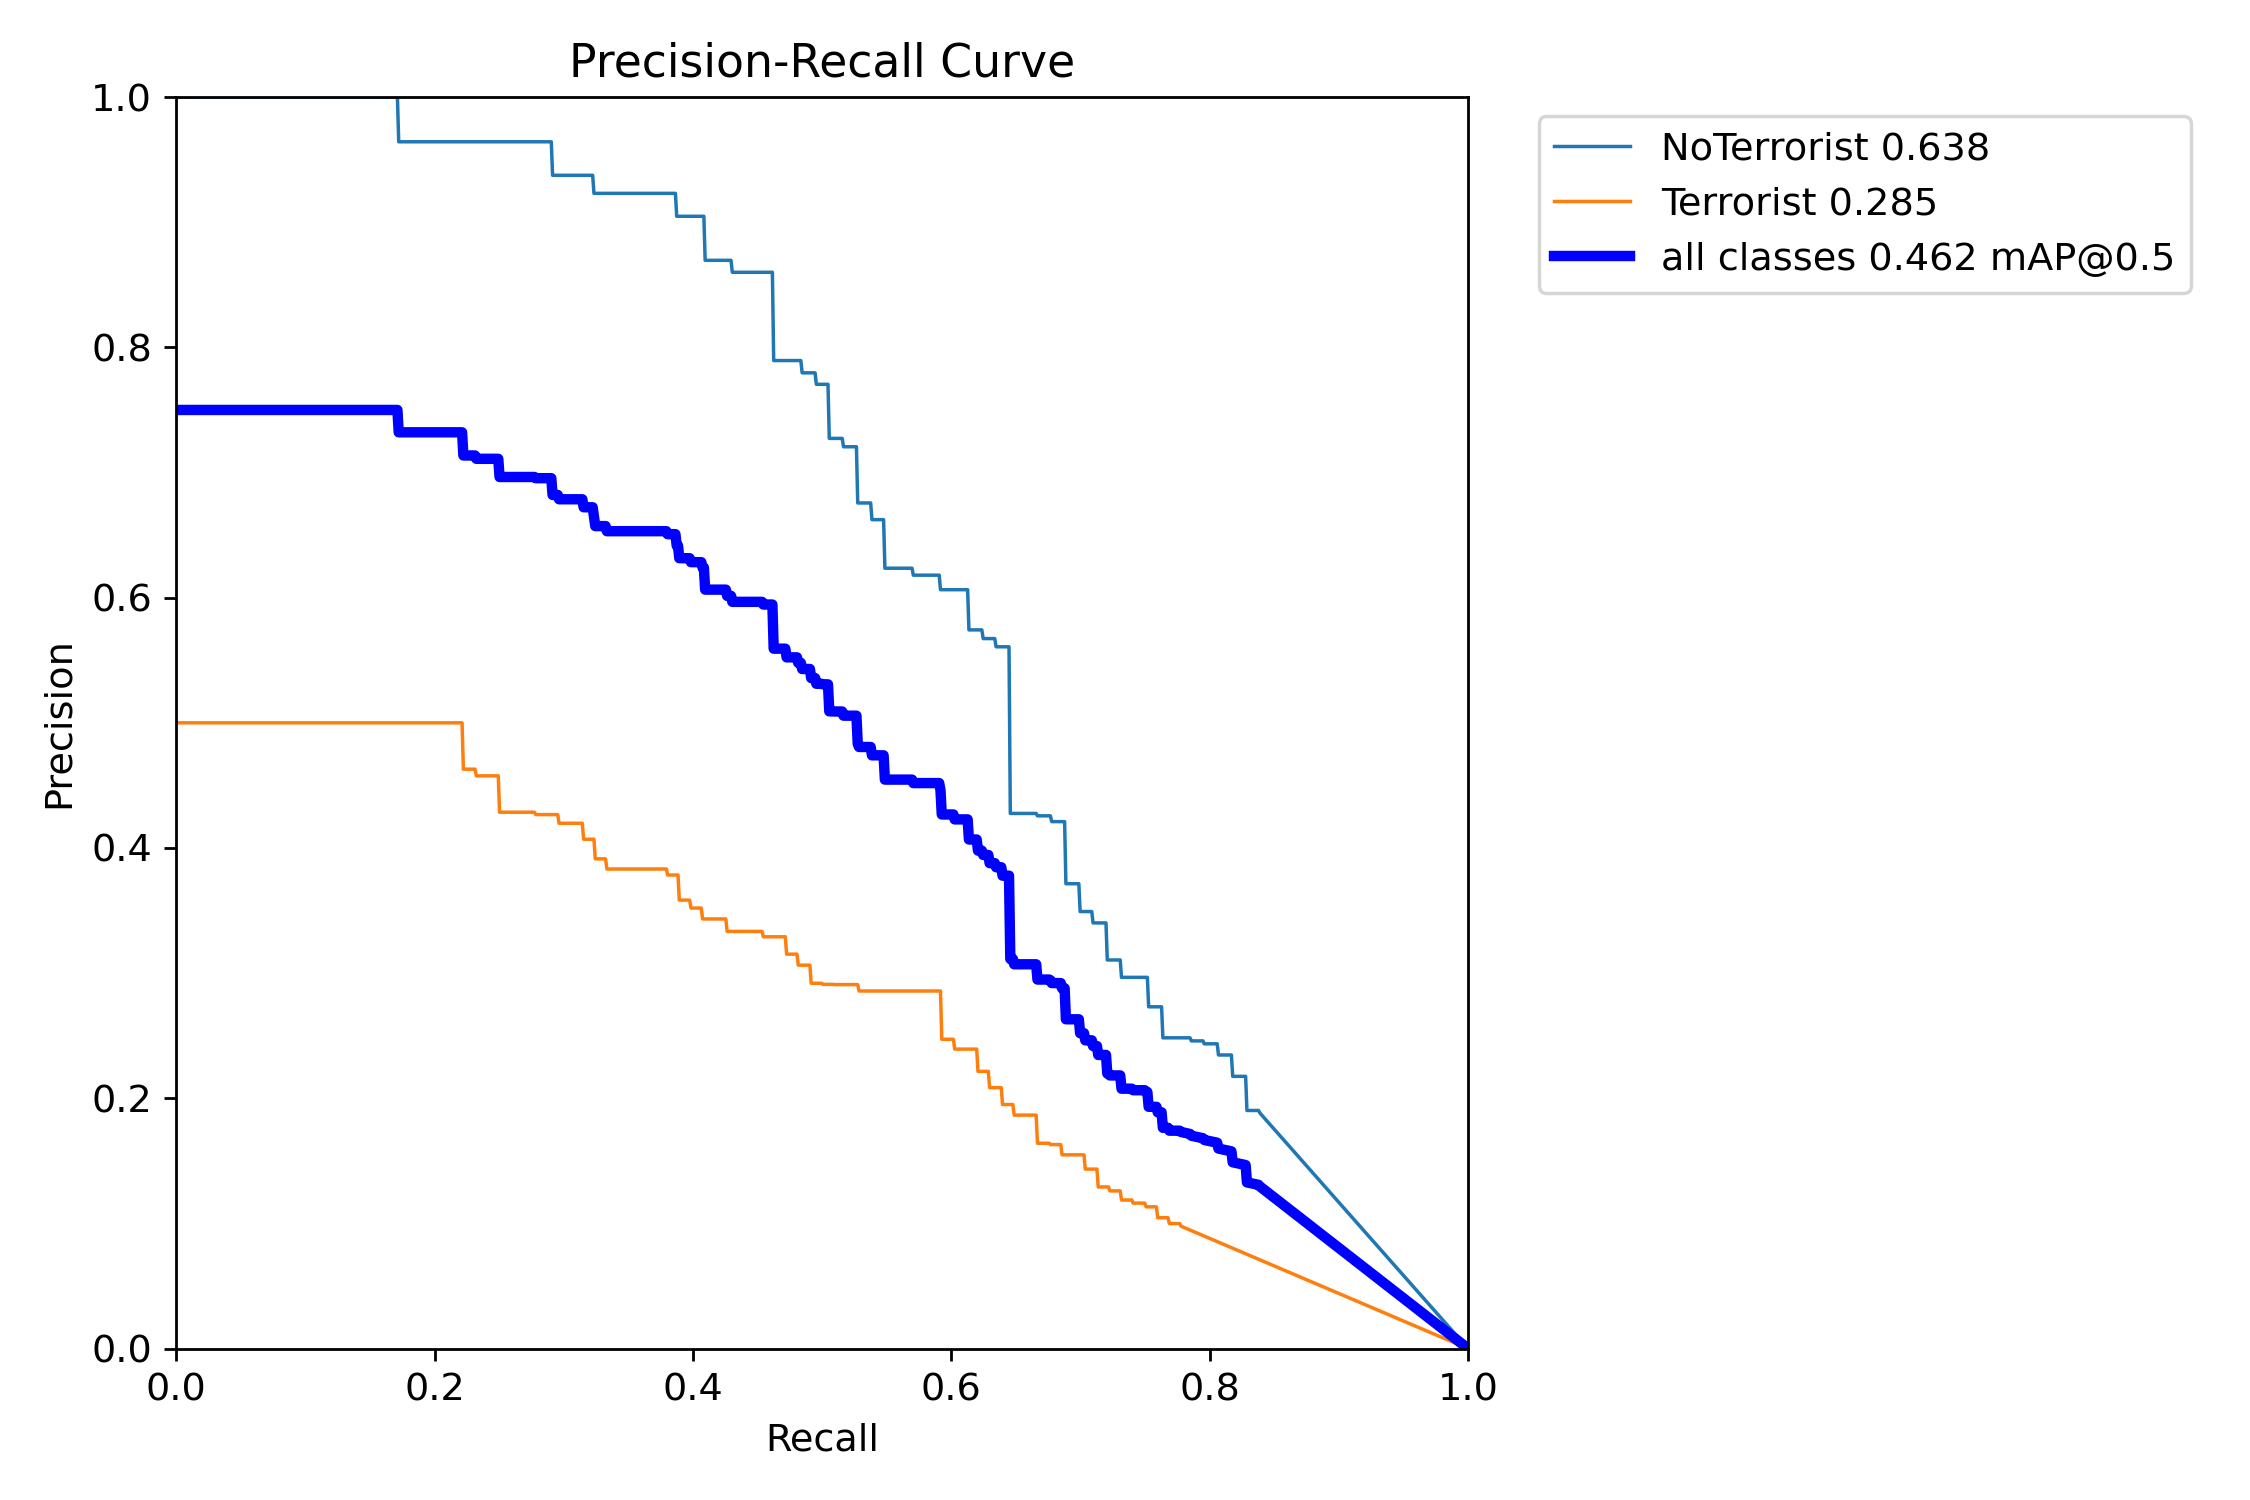 Precision-Recall Curve
1.0
0.8
0.6
0.4
0.2
0.0
Precision
0.0 0.2 0.4 0.6 0.8 1.0
Recall
NoTerrorist 0.638
Terrorist 0.285
all classes 0.462 mAP@0.5